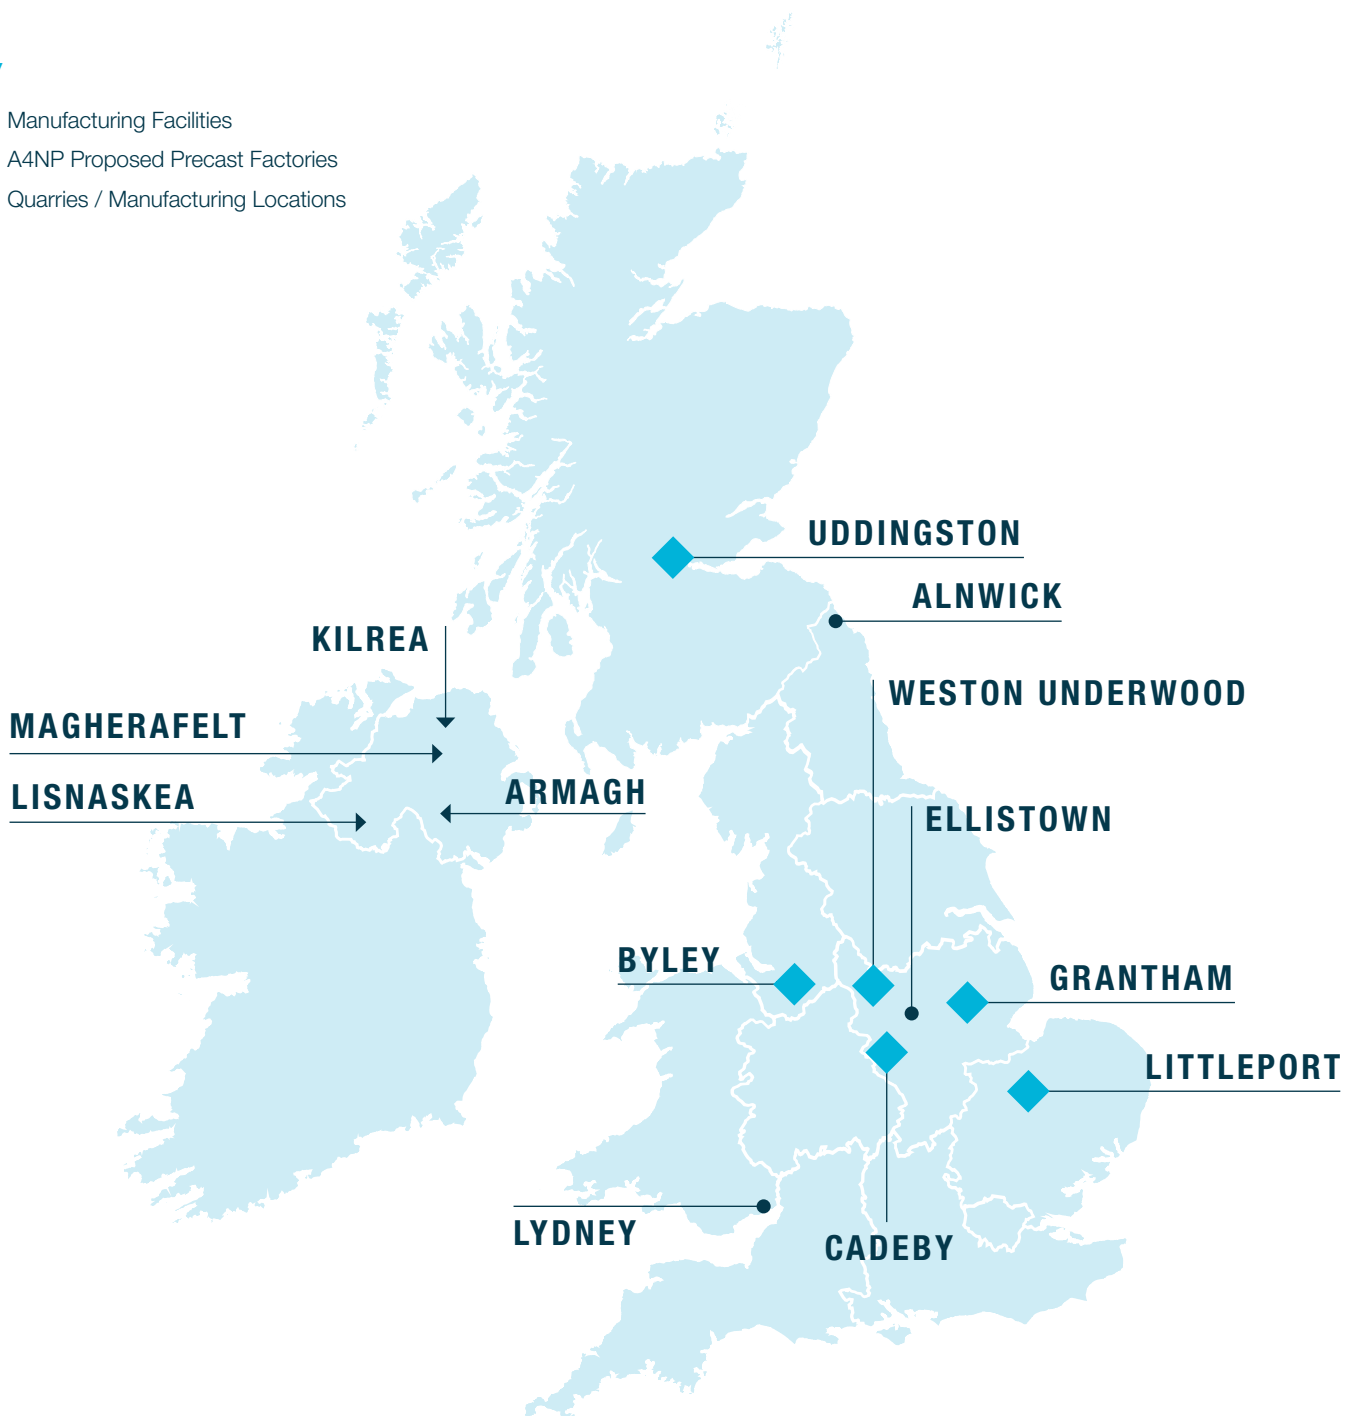 Manufacturing Facilities
A4NP Proposed Precast Factories
Quarries / Manufacturing Locations
UDDINGSTON
ALNWICK
KILREA
WESTON UNDERWOOD
MAGHERAFELT
LISNASKEA
ARMAGH
ELLISTOWN
BYLEY
GRANTHAM
LITTLEPORT
LYDNEY
CADEBY